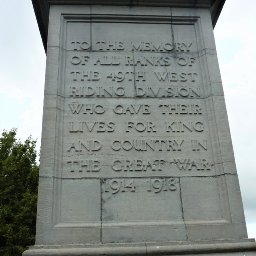 TO THE MEMORY
OF ALL RANKS OF
THE 49TH WEST
RIDING DIVISION
WHO GAVE THEIR
LIVES FOR KING
AND COUNTRY IN
THE GREAT WAR
1914 1918